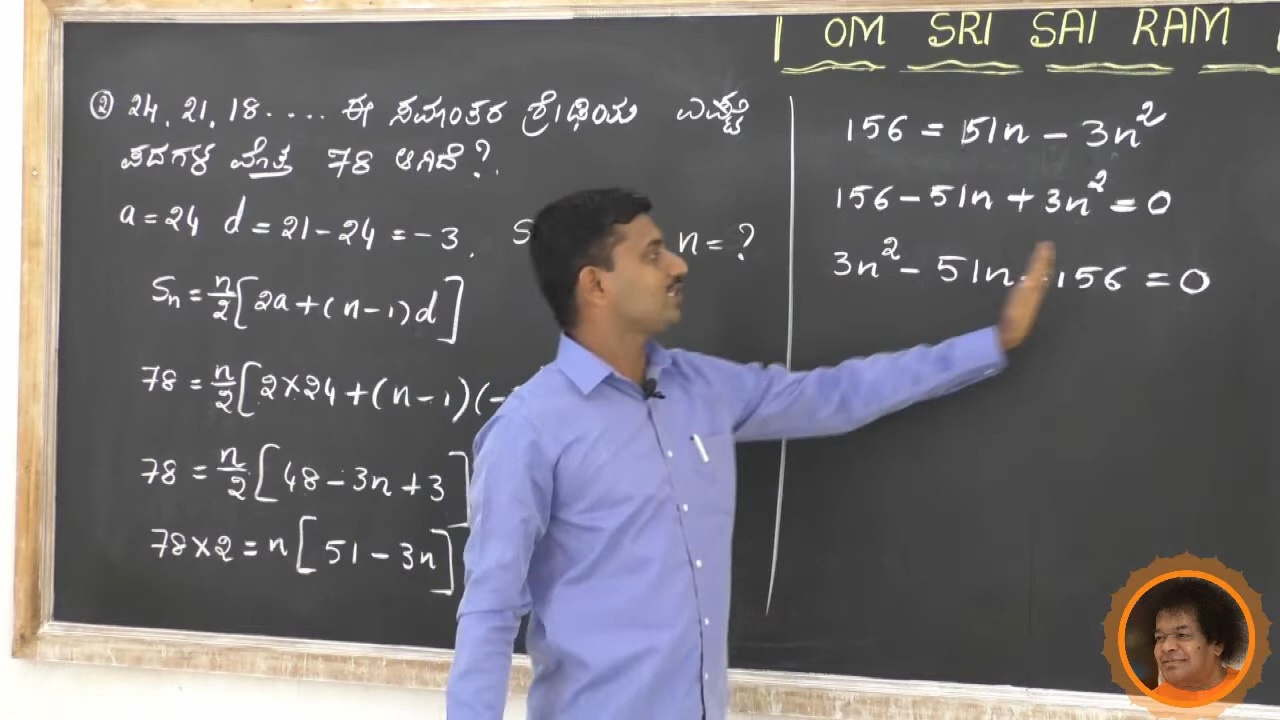 OM SRI SAI RAM
② 24, 21, 18.... ಈ ಸಮಾಂತರ ಶ್ರೇಢಿಯ ಎಷ್ಟು
ಪದಗಳ ಮೊತ್ತ 78 ಆಗಿದೆ?.
a = 24 d = 21 - 24 = -3, S n = ?
Sn = n/2 [2a + (n-1)d]
78 = n/2 [2×24 + (n-1)(-
78 = n/2 [48 - 3n + 3]
78×2 = n [51 - 3n]
156 = 51n - 3n²
156 - 51n + 3n² = 0
3n² - 51n 156 = 0